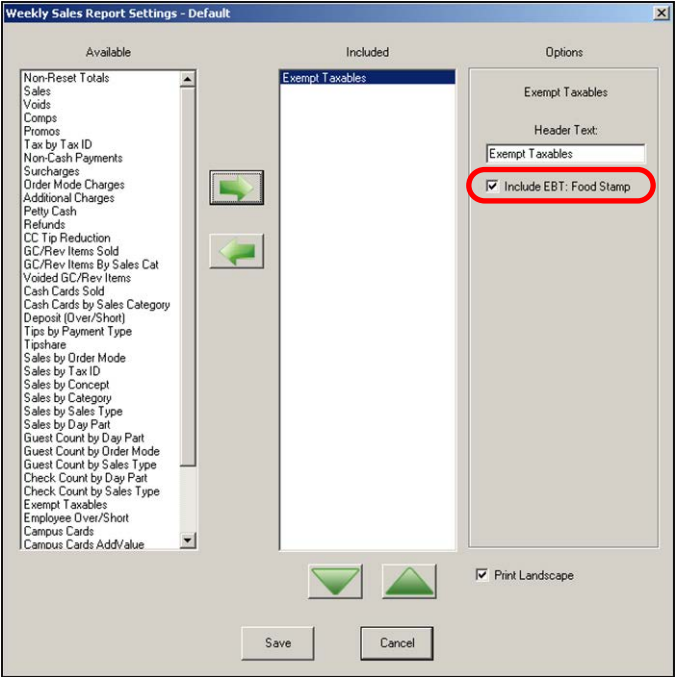 Weekly Sales Report Settings - Default
Available
Included
Options
Non-Reset Totals
Sales
Voids
Comps
Promos
Tax by Tax ID
Non-Cash Payments
Surcharges
Order Mode Charges
Additional Charges
Petty Cash
Refunds
CC Tip Reduction
GC/Rev Items Sold
GC/Rev Items By Sales Cat
Voided GC/Rev Items
Cash Cards Sold
Cash Cards by Sales Category
Deposit (Over/Short)
Tips by Payment Type
Tipshare
Sales by Order Mode
Sales by Tax ID
Sales by Concept
Sales by Category
Sales by Sales Type
Sales by Day Part
Guest Count by Day Part
Guest Count by Order Mode
Guest Count by Sales Type
Check Count by Day Part
Check Count by Sales Type
Exempt Taxables
Employee Over/Short
Campus Cards
Campus Cards AddValue
Exempt Taxables
Exempt Taxables
Header Text:
Exempt Taxables
Include EBT: Food Stamp
Print Landscape
Save
Cancel